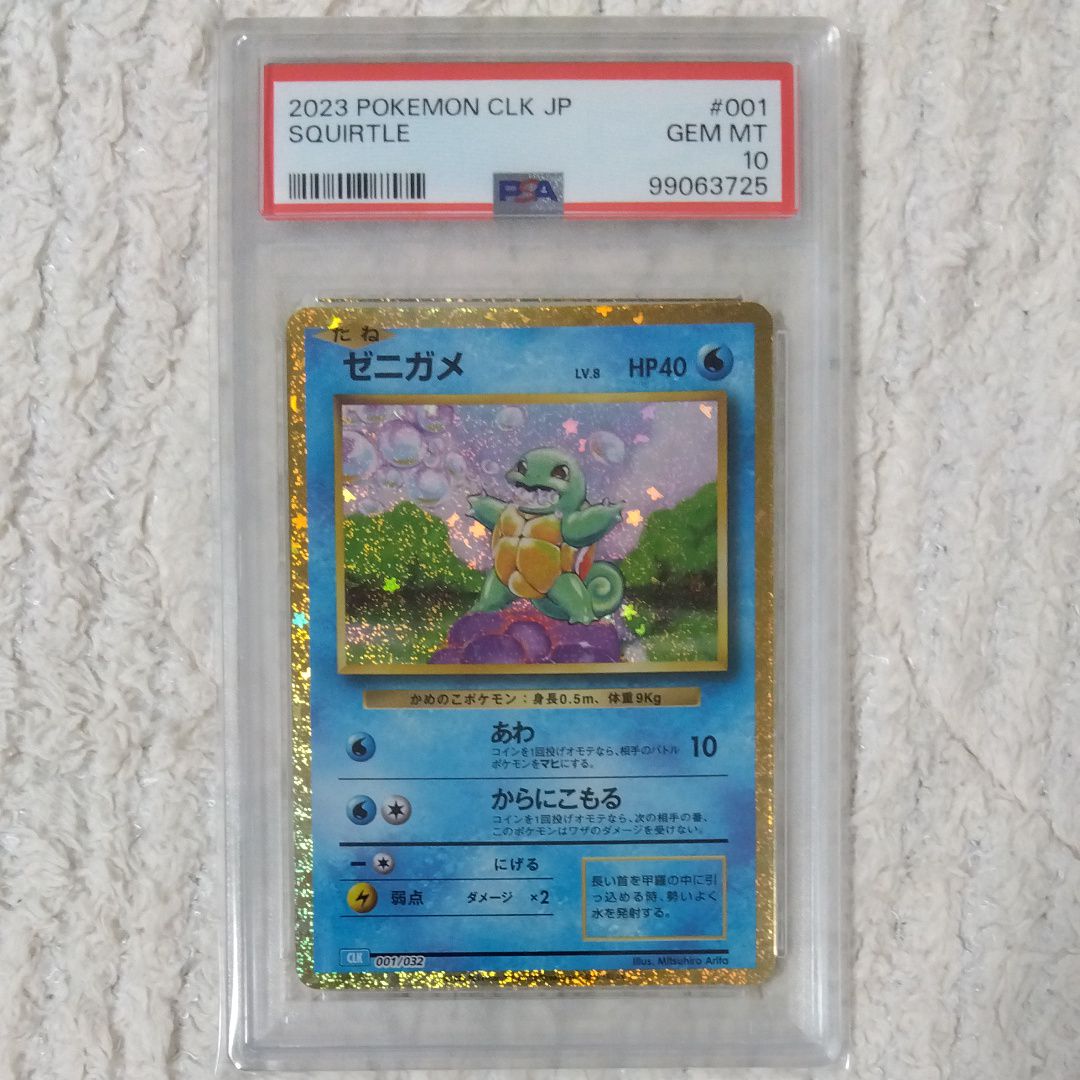 2023 POKEMON CLK JP #001
SQUIRTLE GEM MT
10
PSA 99063725
たね
ゼニガメ LV.8 HP40
かめのこポケモン：身長0.5m、体重9Kg
あわ 10
コインを1回投げオモテなら、相手のバトル
ポケモンをマヒにする。
からにこもる
コインを1回投げオモテなら、次の相手の番、
このポケモンはワザのダメージを受けない。
にげる
弱点 ダメージ ×2
長い首を甲羅の中に引
っ込める時、勢いよく
水を発射する。
CLK 001/032
Illus. Mitsuhiro Arita